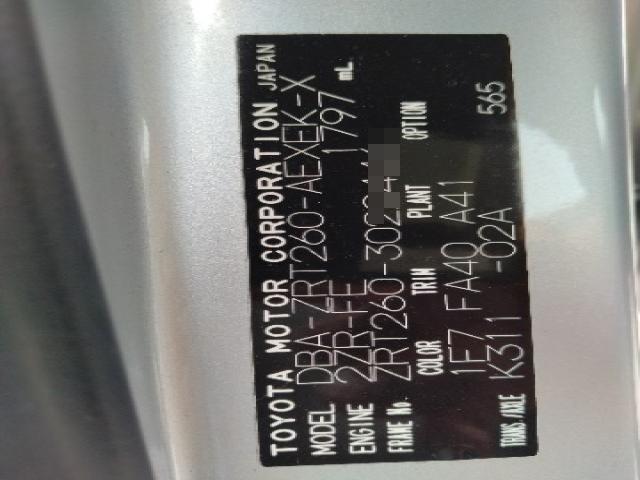 TOYOTA MOTOR CORPORATION JAPAN
MODEL DBA-ZRT260-AEXEK-X
ENGINE 2ZR-FE 1797 mL
FRAME No. ZRT260-302
COLOR TRIM PLANT OPTION
1F7 FA40 A41
TRANS/AXLE K311 -02A 565